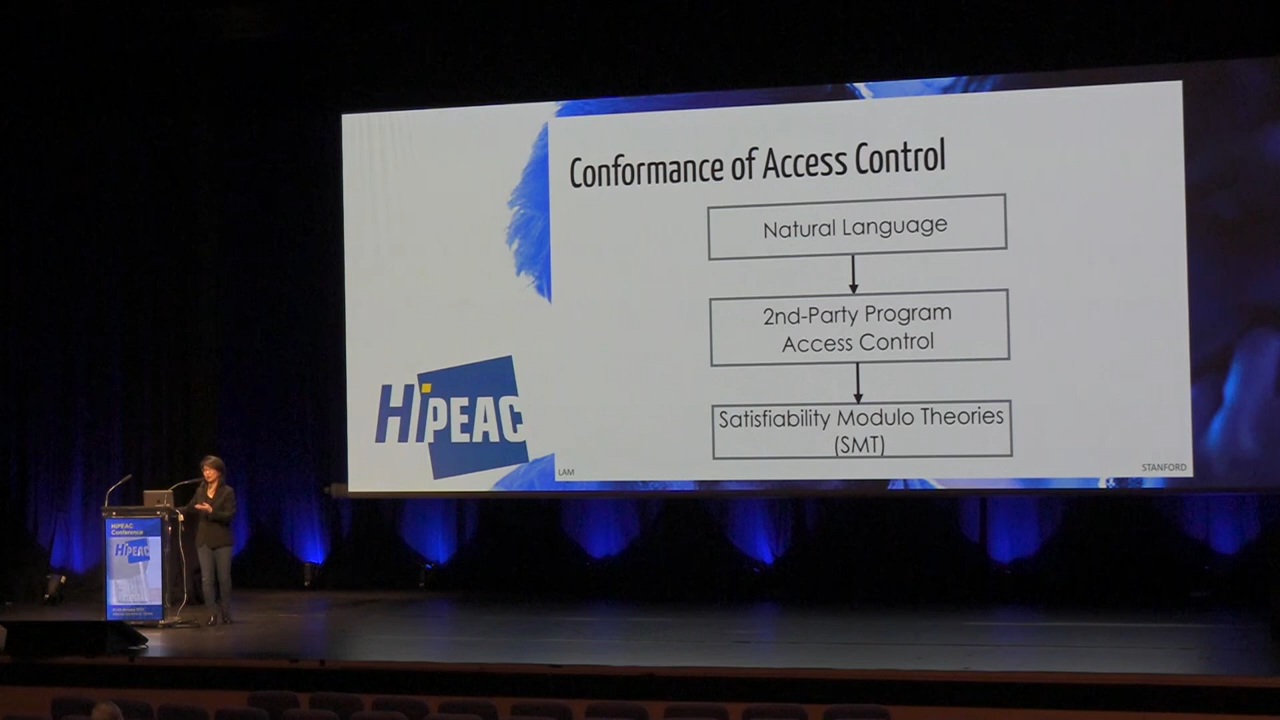 Conformance of Access Control
Natural Language
2nd-Party Program
Access Control
Satisfiability Modulo Theories
(SMT)
HiPEAC
LAM
STANFORD
HiPEAC
Conference
HiPEAC